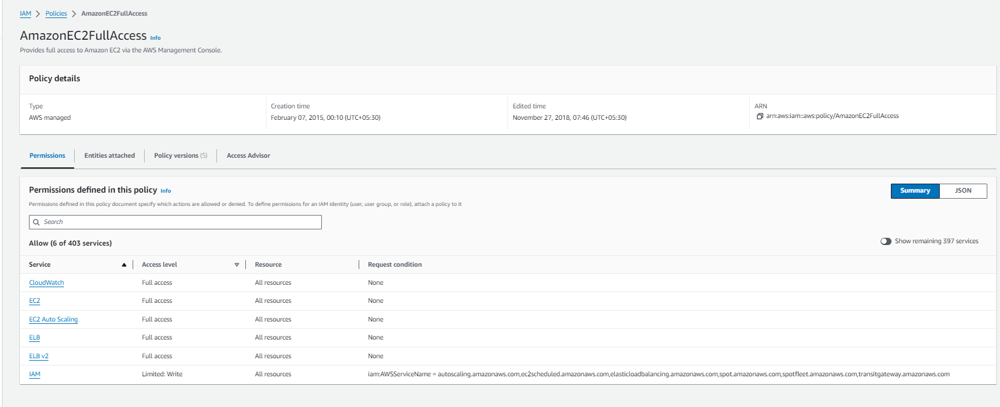 IAM > Policies > AmazonEC2FullAccess
AmazonEC2FullAccess Info
Provides full access to Amazon EC2 via the AWS Management Console.
Policy details
Type
AWS managed
Creation time
February 07, 2015, 00:10 (UTC+05:30)
Edited time
November 27, 2018, 07:46 (UTC+05:30)
ARN
arn:aws:iam::aws:policy/AmazonEC2FullAccess
Permissions Entities attached Policy versions (5) Access Advisor
Permissions defined in this policy Info
Summary JSON
Permissions defined in this policy document specify which actions are allowed or denied. To define permissions for an IAM identity (user, user group, or role), attach a policy to it
Search
Allow (6 of 403 services)
Show remaining 397 services
Service Access level Resource Request condition
CloudWatch Full access All resources None
EC2 Full access All resources None
EC2 Auto Scaling Full access All resources None
ELB Full access All resources None
ELB v2 Full access All resources None
IAM Limited: Write All resources iam:AWSServiceName = autoscaling.amazonaws.com,ec2scheduled.amazonaws.com,elasticloadbalancing.amazonaws.com,spot.amazonaws.com,spotfleet.amazonaws.com,transitgateway.amazonaws.com